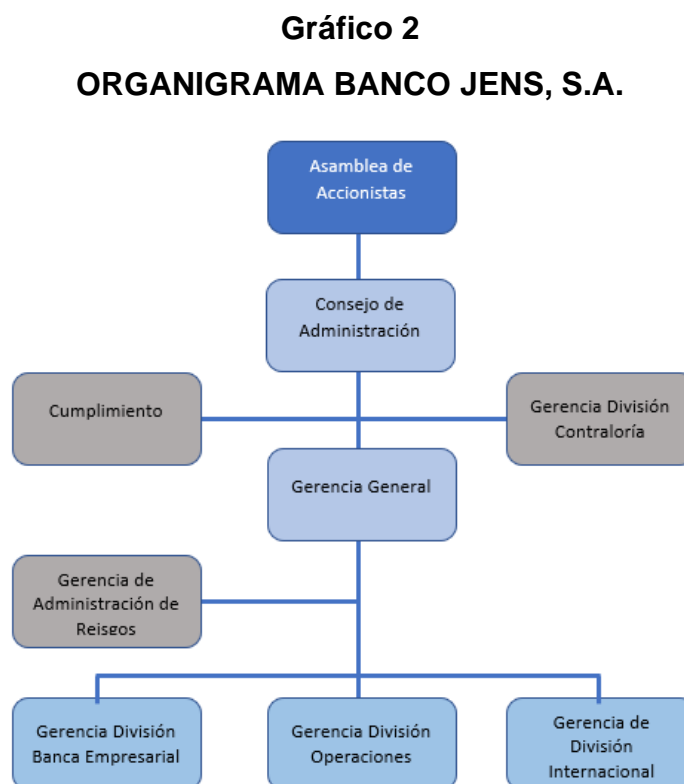 Gráfico 2
ORGANIGRAMA BANCO JENS, S.A.
Asamblea de
Accionistas
Consejo de
Administración
Cumplimiento
Gerencia División
Contraloría
Gerencia General
Gerencia de
Administración de
Reisgos
Gerencia División
Banca Empresarial
Gerencia División
Operaciones
Gerencia de
División
Internacional